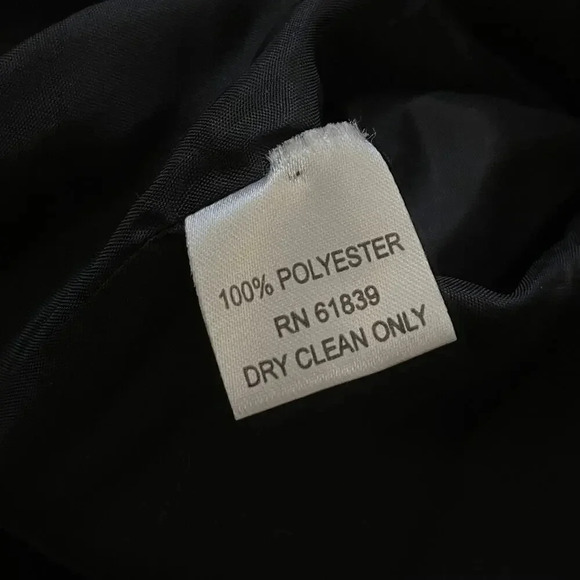 100% POLYESTER
RN 61839
DRY CLEAN ONLY